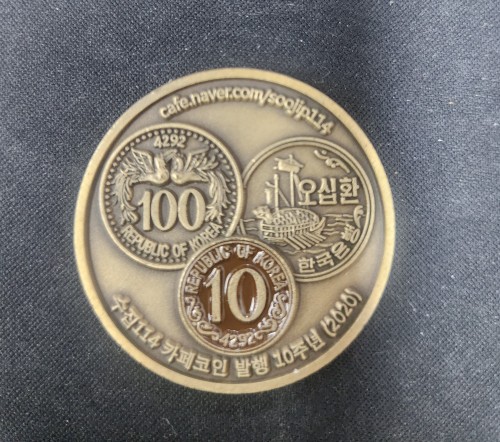 cafe.naver.com/soojip114
4292
100
REPUBLIC OF KOREA
오십환
한국은행
REPUBLIC OF KOREA
10
4292
수집114 카페코인 발행 10주년 (2020)